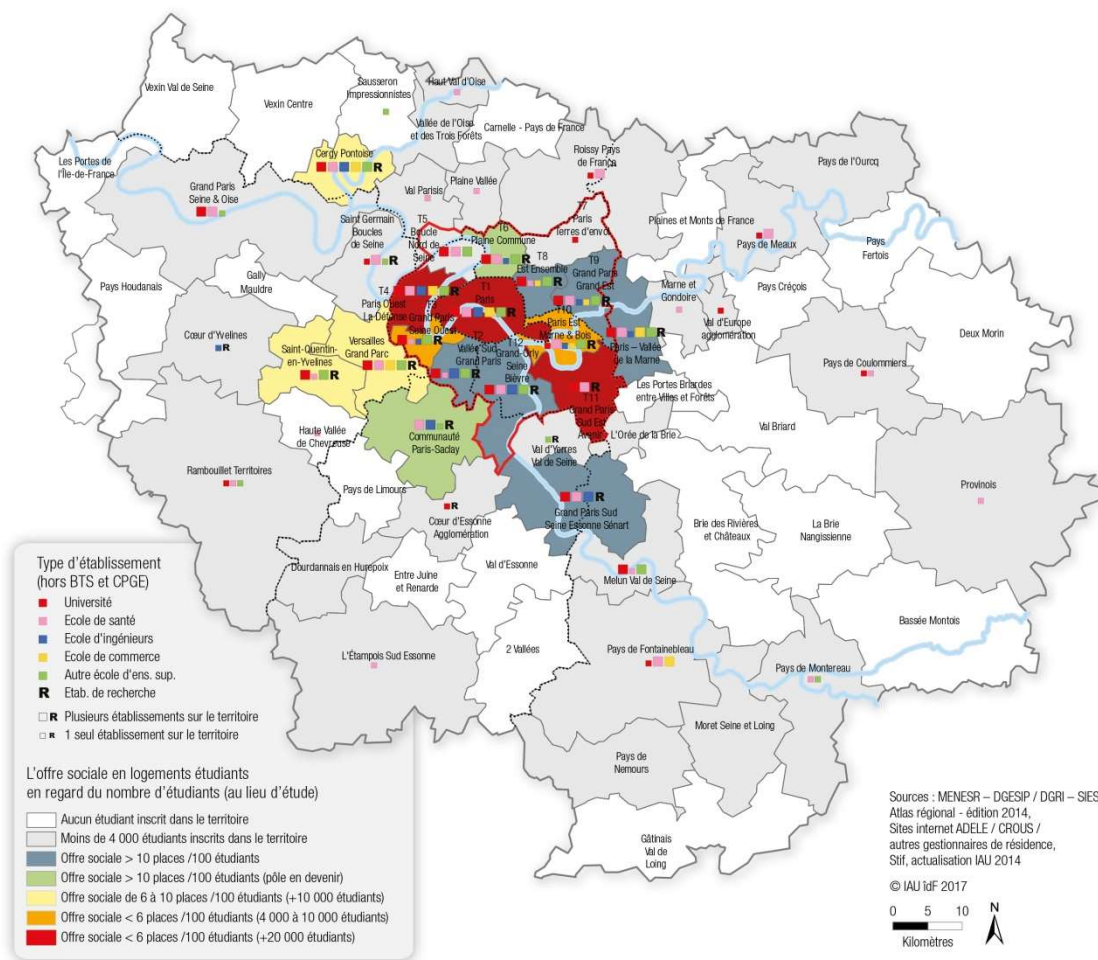 Vexin Val de Seine
Vexin Centre
Sausseron
Impressionnistes
Haut Val d'Oise
Vallée de l'Oise
et des Trois Forêts
Carnelle - Pays de France
Roissy Pays
de France
Pays de l'Ourcq
Les Portes de
l'Île-de-France
Cergy Pontoise
R
Grand Paris
Seine & Oise
Val Parisis
Plaine Vallée
Plaines et Monts de France
Pays de Meaux
Pays
Fertois
Saint Germain
Boucles
de Seine
R
T5
Boucle
Nord de
Seine
T6
Plaine Commune
R
T7
Paris
Terres d'envol
T8
Est Ensemble
R
T9
Grand Paris
Grand Est
R
Marne et
Gondoire
Val d'Europe
agglomération
Pays Créçois
Deux Morin
Pays Houdanais
Gally
Mauldre
T4
Paris Ouest
La Défense
R
T1
Paris
R
T3
Grand Paris
Seine Ouest
R
T10
Paris Est
Marne & Bois
R
Paris – Vallée
de la Marne
R
Cœur d'Yvelines
R
Saint-Quentin-
en-Yvelines
R
Versailles
Grand Parc
R
T2
Vallée Sud
Grand Paris
R
T12
Grand-Orly
Seine
Bièvre
R
R
T11
Grand Paris
Sud Est
Avenir
Les Portes Briardes
entre Villes et Forêts
Pays de Coulommiers
Haute Vallée
de Chevreuse
R
Communauté
Paris-Saclay
R
Val d'Yerres
Val de Seine
L'Orée de la Brie
Val Briard
Rambouillet Territoires
Pays de Limours
R
Cœur d'Essonne
Agglomération
R
Grand Paris Sud
Seine Essonne Sénart
Brie des Rivières
et Châteaux
La Brie
Nangissienne
Provinois
Dourdannais en Hurepoix
Entre Juine
et Renarde
Val d'Essonne
Melun Val de Seine
Bassée Montois
L'Étampois Sud Essonne
2 Vallées
Pays de Fontainebleau
Pays de Montereau
Moret Seine et Loing
Pays de
Nemours
Gâtinais
Val de
Loing
Type d'établissement
(hors BTS et CPGE)
Université
Ecole de santé
Ecole d'ingénieurs
Ecole de commerce
Autre école d'ens. sup.
R Etab. de recherche
R Plusieurs établissements sur le territoire
R 1 seul établissement sur le territoire
L'offre sociale en logements étudiants
en regard du nombre d'étudiants (au lieu d'étude)
Aucun étudiant inscrit dans le territoire
Moins de 4 000 étudiants inscrits dans le territoire
Offre sociale > 10 places /100 étudiants
Offre sociale > 10 places /100 étudiants (pôle en devenir)
Offre sociale de 6 à 10 places /100 étudiants (+10 000 étudiants)
Offre sociale < 6 places /100 étudiants (4 000 à 10 000 étudiants)
Offre sociale < 6 places /100 étudiants (+20 000 étudiants)
Sources : MENESR – DGESIP / DGRI – SIES
Atlas régional - édition 2014,
Sites internet ADELE / CROUS /
autres gestionnaires de résidence,
Stif, actualisation IAU 2014
© IAU îdF 2017
0 5 10
Kilomètres
N